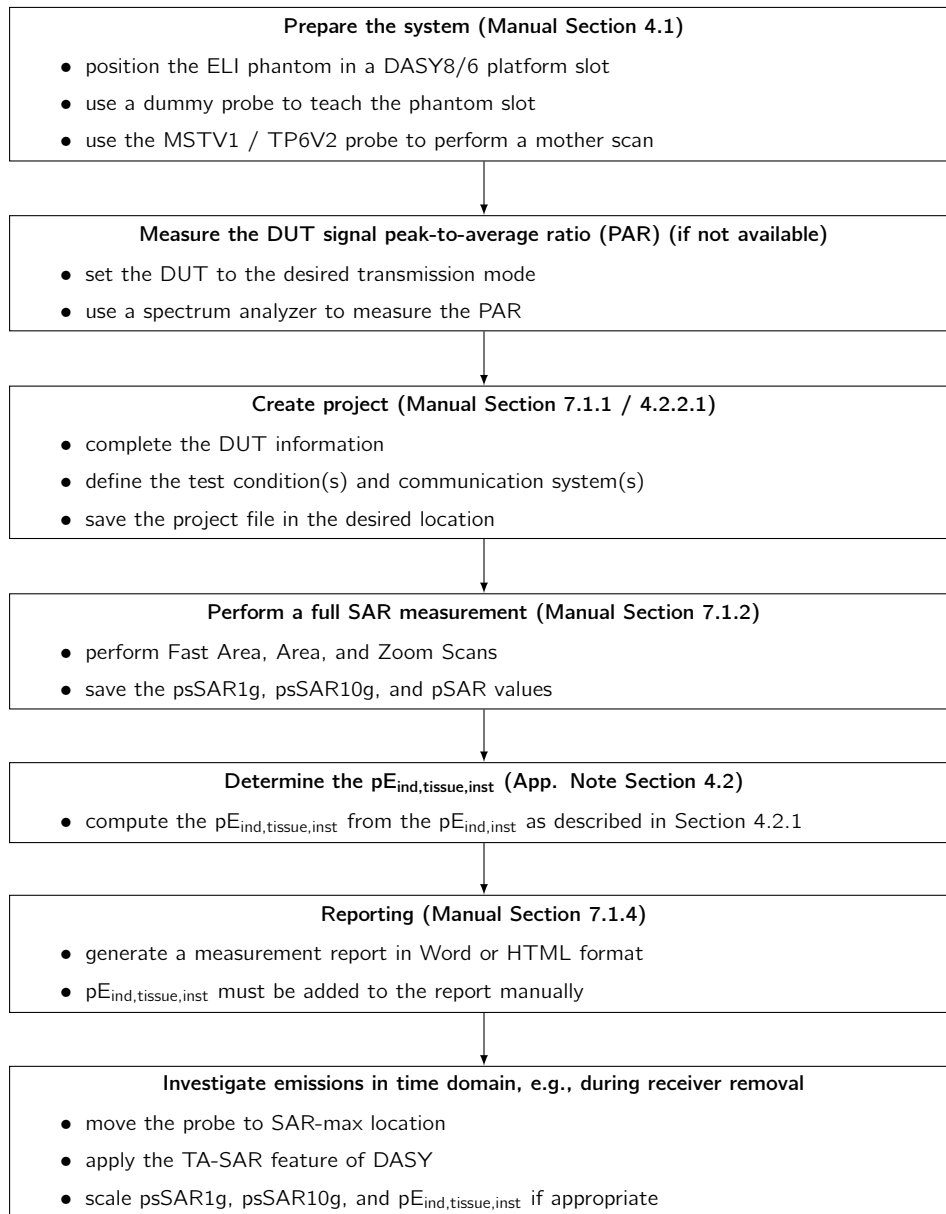 Prepare the system (Manual Section 4.1)
• position the ELI phantom in a DASY8/6 platform slot
• use a dummy probe to teach the phantom slot
• use the MSTV1 / TP6V2 probe to perform a mother scan
Measure the DUT signal peak-to-average ratio (PAR) (if not available)
• set the DUT to the desired transmission mode
• use a spectrum analyzer to measure the PAR
Create project (Manual Section 7.1.1 / 4.2.2.1)
• complete the DUT information
• define the test condition(s) and communication system(s)
• save the project file in the desired location
Perform a full SAR measurement (Manual Section 7.1.2)
• perform Fast Area, Area, and Zoom Scans
• save the psSAR1g, psSAR10g, and pSAR values
Determine the pEind,tissue,inst (App. Note Section 4.2)
• compute the pEind,tissue,inst from the pEind,inst as described in Section 4.2.1
Reporting (Manual Section 7.1.4)
• generate a measurement report in Word or HTML format
• pEind,tissue,inst must be added to the report manually
Investigate emissions in time domain, e.g., during receiver removal
• move the probe to SAR-max location
• apply the TA-SAR feature of DASY
• scale psSAR1g, psSAR10g, and pEind,tissue,inst if appropriate